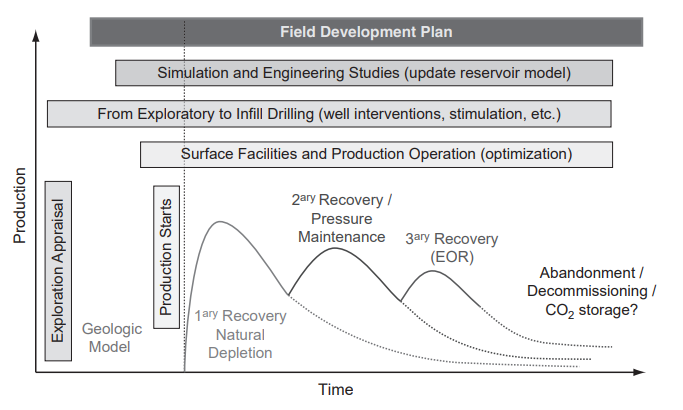 Field Development Plan
Simulation and Engineering Studies (update reservoir model)
From Exploratory to Infill Drilling (well interventions, stimulation, etc.)
Surface Facilities and Production Operation (optimization)
Production
Exploration Appraisal
Geologic
Model
Production Starts
1ary Recovery
Natural
Depletion
2ary Recovery /
Pressure
Maintenance
3ary Recovery
(EOR)
Abandonment /
Decommissioning /
CO2 storage?
Time